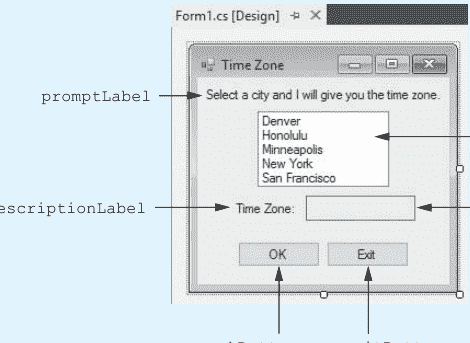 Form1.cs [Design]
Time Zone
promptLabel
Select a city and I will give you the time zone.
Denver
Honolulu
Minneapolis
New York
San Francisco
escriptionLabel
Time Zone:
OK
Exit